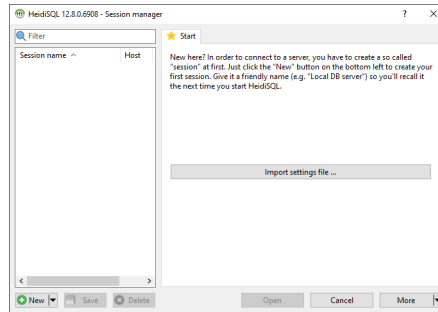 HeidiSQL 12.8.0.6908 - Session manager
Filter
Start
Session name
Host
New here? In order to connect to a server, you have to create a so called
"session" at first. Just click the "New" button on the bottom left to create your
first session. Give it a friendly name (e.g. "Local DB server") so you'll recall it
the next time you start HeidiSQL.
Import settings file ...
New
Save
Delete
Open
Cancel
More